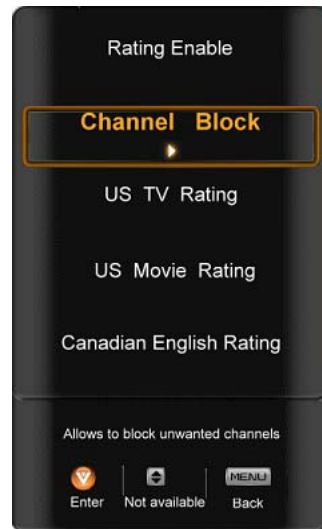 Rating Enable
Channel Block
US TV Rating
US Movie Rating
Canadian English Rating
Allows to block unwanted channels
MENU
Enter Not available Back